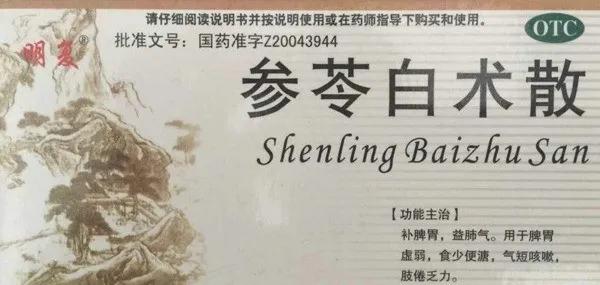 请仔细阅读说明书并按说明使用或在药师指导下购买和使用。
OTC
明复®
批准文号：国药准字Z20043944
参苓白术散
Shenling Baizhu San
【功能主治】
补脾胃，益肺气。用于脾胃
虚弱，食少便溏，气短咳嗽，
肢倦乏力。